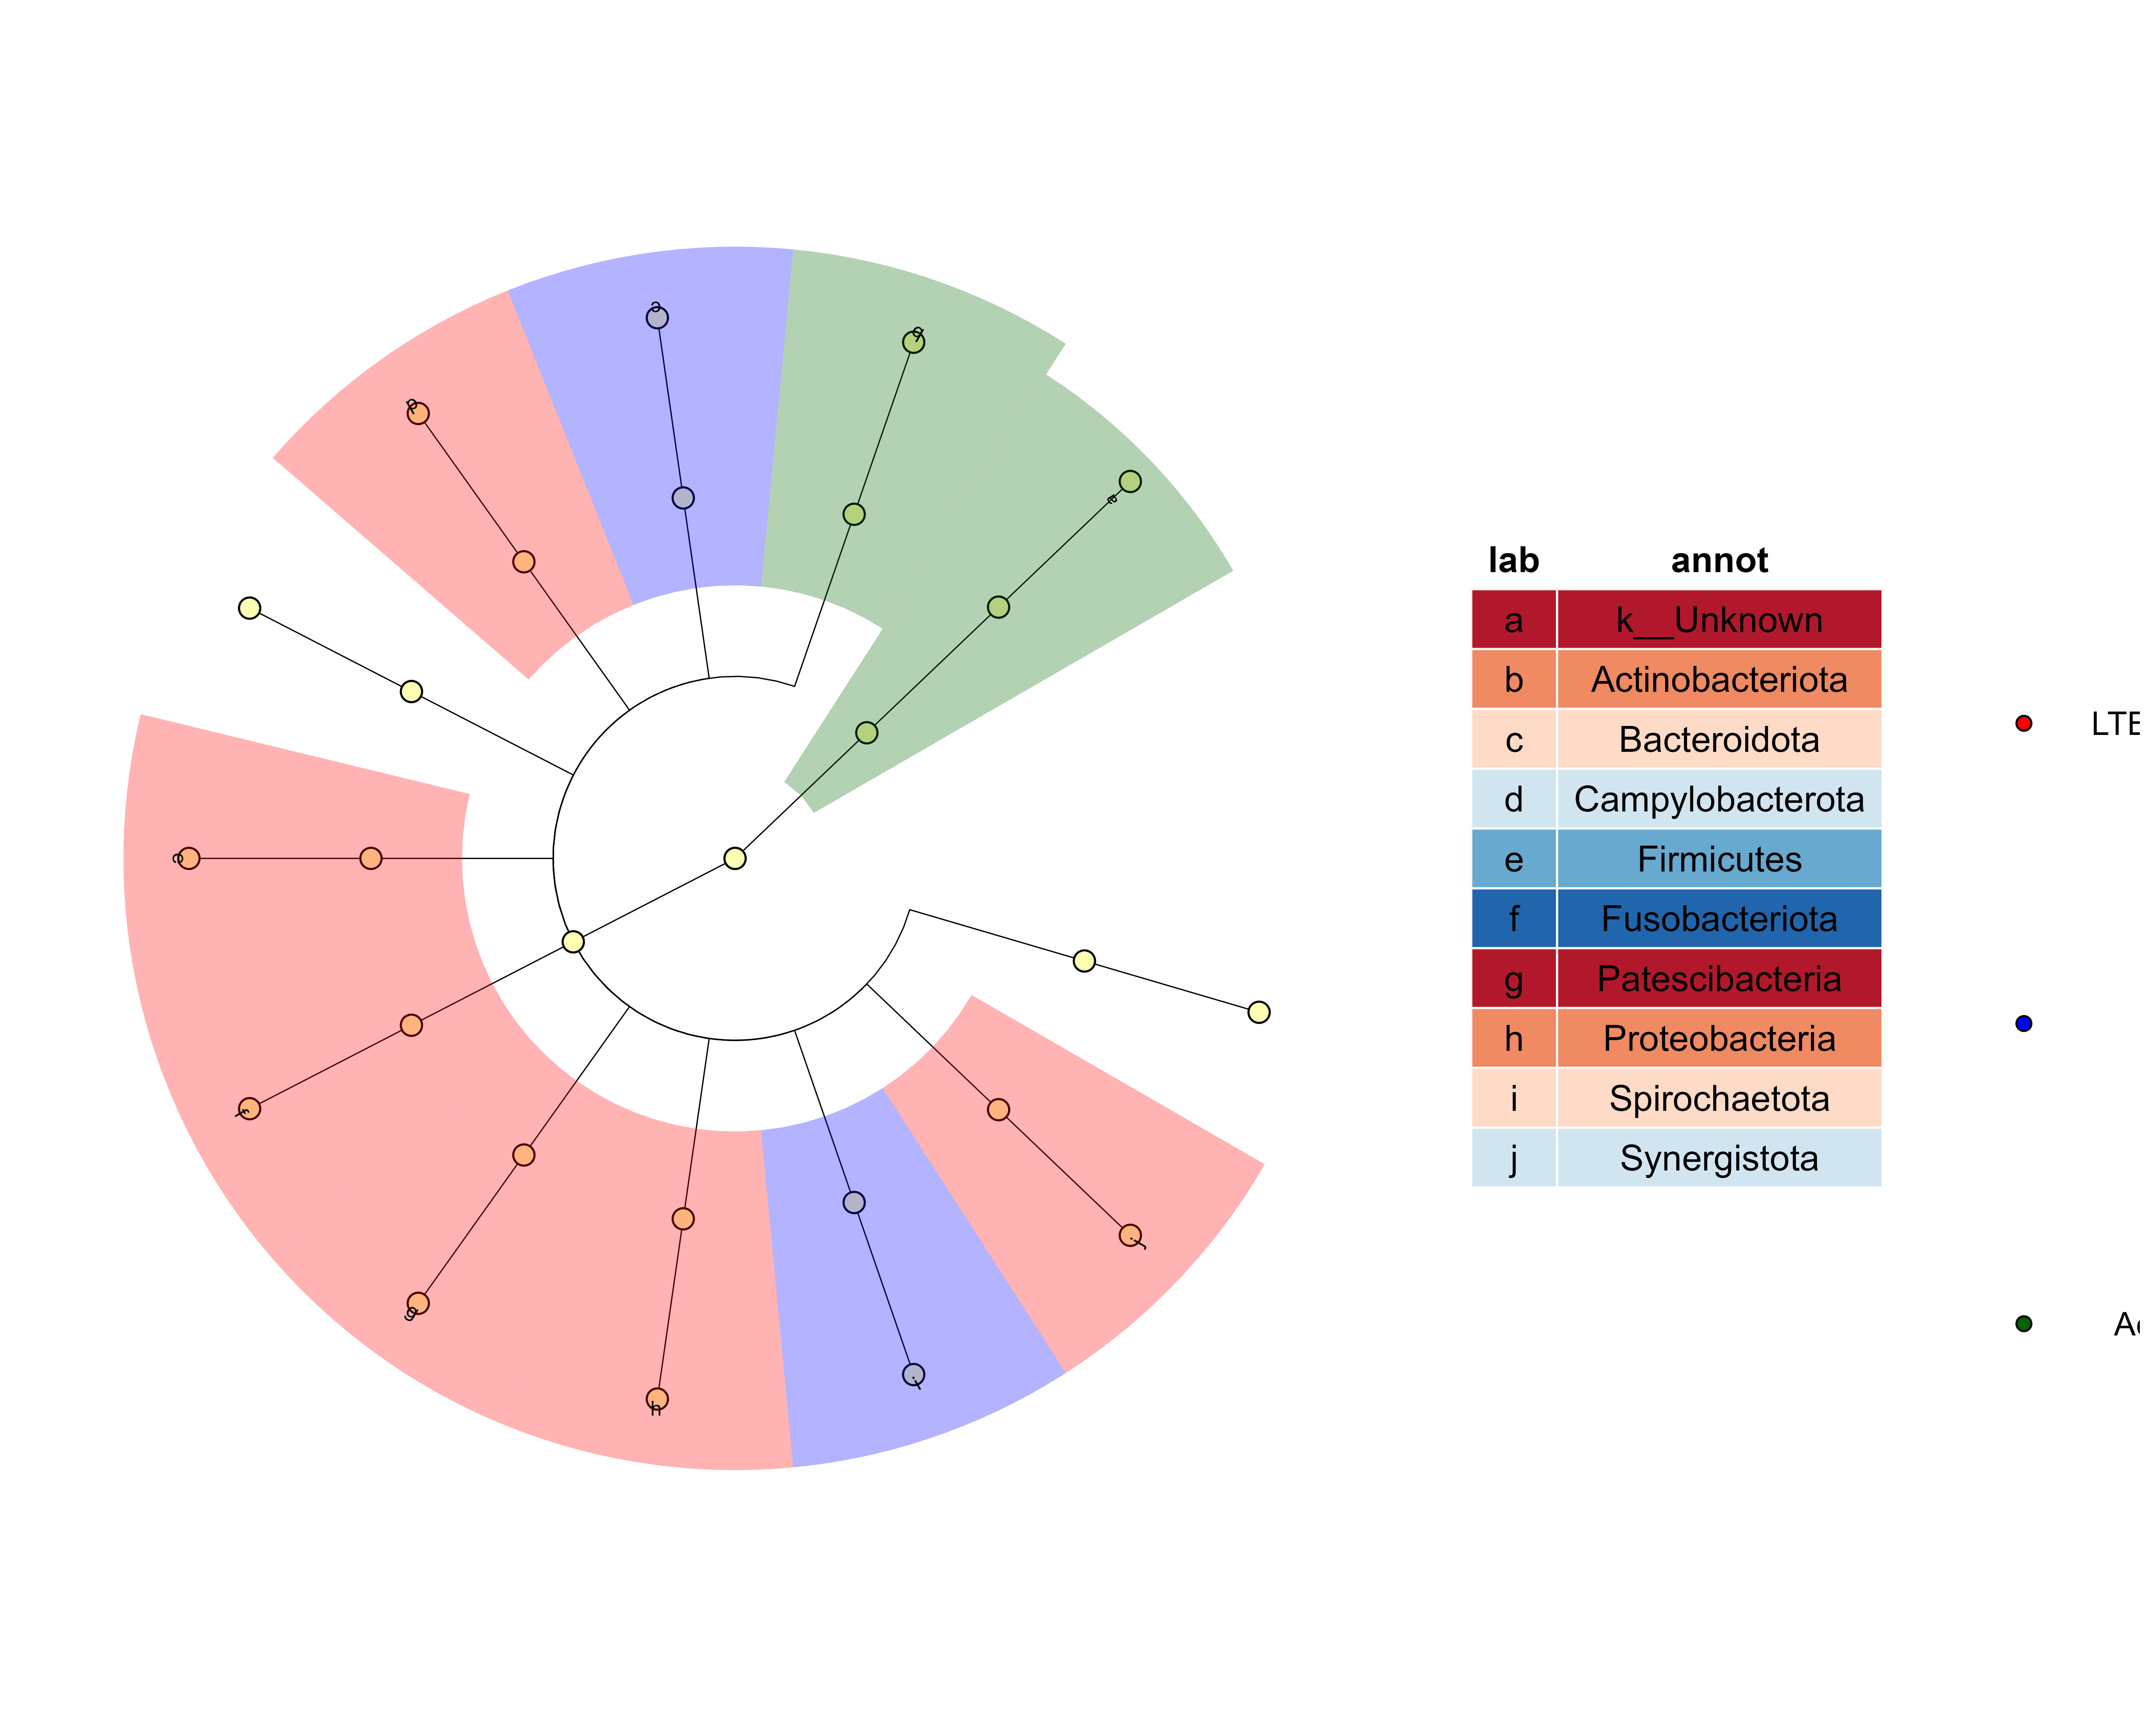 c
b
d
a
e
f
g
h
i
j
lab annot
a k__Unknown
b Actinobacteriota
c Bacteroidota
d Campylobacterota
e Firmicutes
f Fusobacteriota
g Patescibacteria
h Proteobacteria
i Spirochaetota
j Synergistota